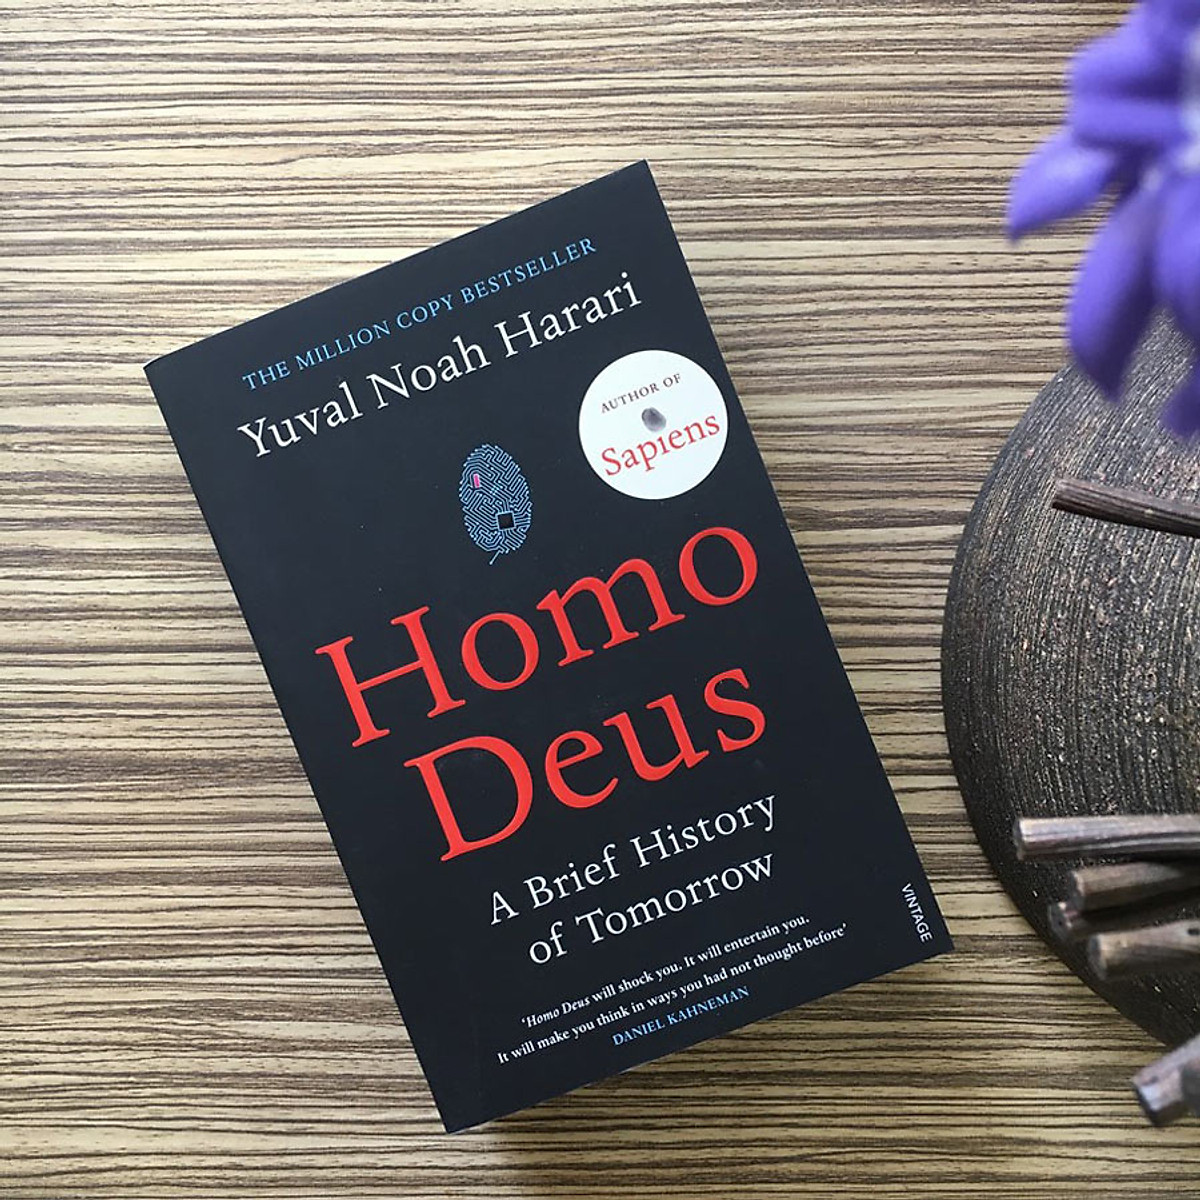 THE MILLION COPY BESTSELLER
Yuval Noah Harari
AUTHOR OF
Sapiens
Homo
Deus
A Brief History
of Tomorrow
‘Homo Deus will shock you. It will entertain you.
It will make you think in ways you had not thought before’
DANIEL KAHNEMAN
VINTAGE